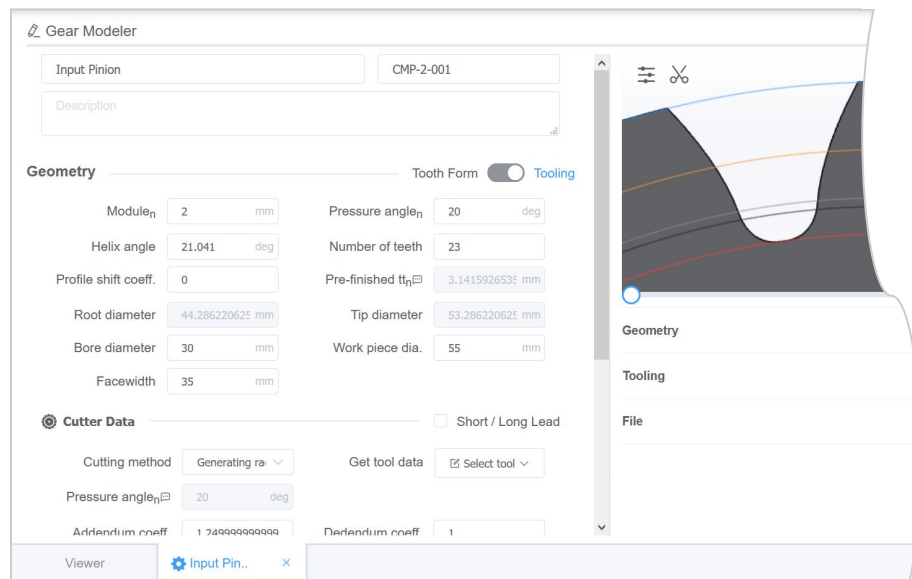 Gear Modeler
Input Pinion CMP-2-001
Description
Geometry Tooth Form Tooling
Moduleₙ 2 mm Pressure angleₙ 20 deg
Helix angle 21.041 deg Number of teeth 23
Profile shift coeff. 0 Pre-finished ttₙ 3.1415926535 mm
Root diameter 44.286220625 mm Tip diameter 53.286220625 mm
Bore diameter 30 mm Work piece dia. 55 mm
Facewidth 35 mm
Cutter Data Short / Long Lead
Cutting method Generating ra Get tool data Select tool
Pressure angleₙ 20 deg
Addendum coeff 1.249999999999 Dedendum coeff 1
Geometry
Tooling
File
Viewer Input Pin..